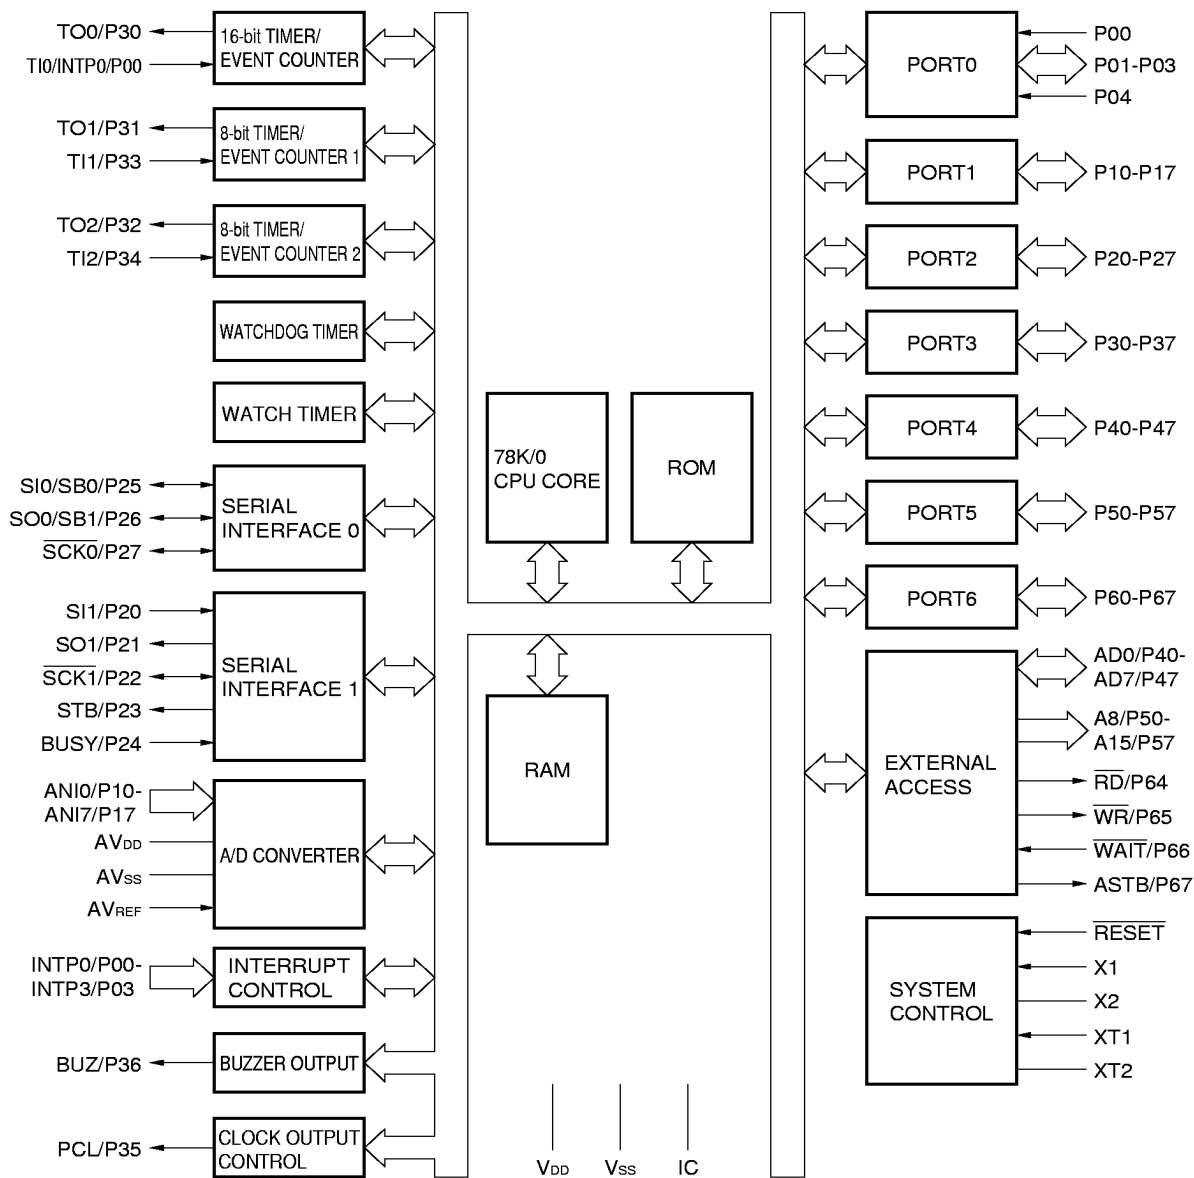 TO0/P30
TI0/INTP0/P00
16-bit TIMER/
EVENT COUNTER
TO1/P31
TI1/P33
8-bit TIMER/
EVENT COUNTER 1
TO2/P32
TI2/P34
8-bit TIMER/
EVENT COUNTER 2
WATCHDOG TIMER
WATCH TIMER
SI0/SB0/P25
SO0/SB1/P26
SCK0/P27
SERIAL
INTERFACE 0
SI1/P20
SO1/P21
SCK1/P22
STB/P23
BUSY/P24
SERIAL
INTERFACE 1
ANI0/P10-
ANI7/P17
AVDD
AVSS
AVREF
A/D CONVERTER
INTP0/P00-
INTP3/P03
INTERRUPT
CONTROL
BUZ/P36
BUZZER OUTPUT
PCL/P35
CLOCK OUTPUT
CONTROL
78K/0
CPU CORE
ROM
RAM
VDD
VSS
IC
PORT0
P00
P01-P03
P04
PORT1
P10-P17
PORT2
P20-P27
PORT3
P30-P37
PORT4
P40-P47
PORT5
P50-P57
PORT6
P60-P67
EXTERNAL
ACCESS
AD0/P40-
AD7/P47
A8/P50-
A15/P57
RD/P64
WR/P65
WAIT/P66
ASTB/P67
SYSTEM
CONTROL
RESET
X1
X2
XT1
XT2